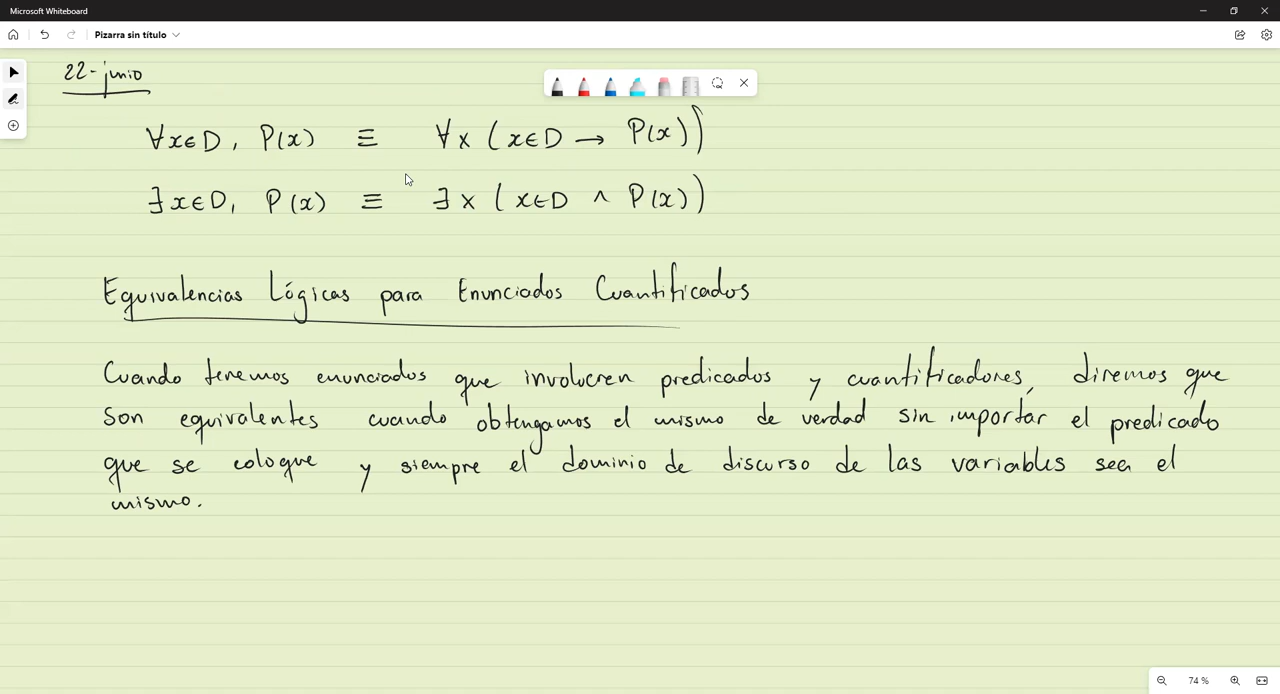 Microsoft Whiteboard
Pizarra sin título
22-junio
∀x∈D, P(x) ≡ ∀x (x∈D → P(x))
∃x∈D, P(x) ≡ ∃x (x∈D ∧ P(x))
Equivalencias Lógicas para Enunciados Cuantificados
Cuando tenemos enunciados que involucren predicados y cuantificadores, diremos que
son equivalentes cuando obtengamos el mismo de verdad sin importar el predicado
que se coloque y siempre el dominio de discurso de las variables sea el
mismo.
74 %